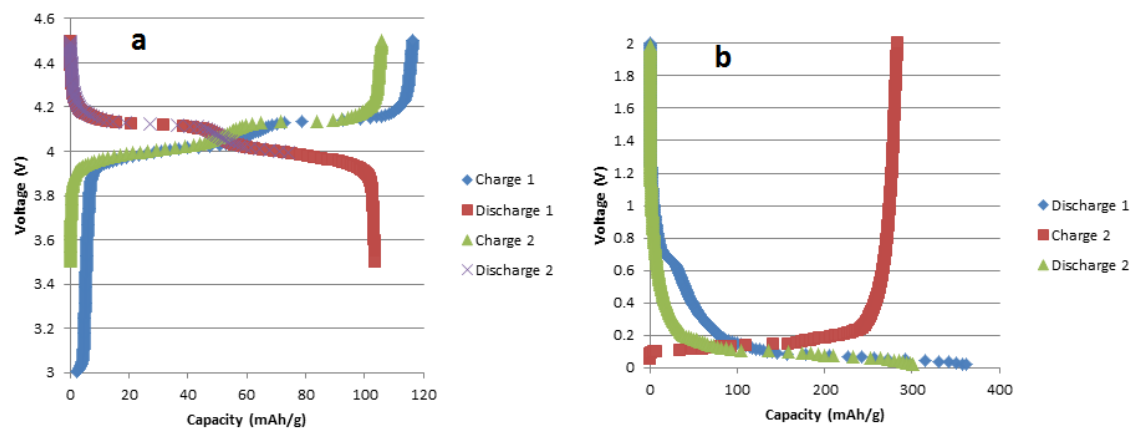 a
4.6
4.4
4.2
4
3.8
3.6
3.4
3.2
3
Voltage (V)
0 20 40 60 80 100 120
Capacity (mAh/g)
Charge 1
Discharge 1
Charge 2
Discharge 2
b
2
1.8
1.6
1.4
1.2
1
0.8
0.6
0.4
0.2
0
Voltage (V)
0 100 200 300 400
Capacity (mAh/g)
Discharge 1
Charge 2
Discharge 2